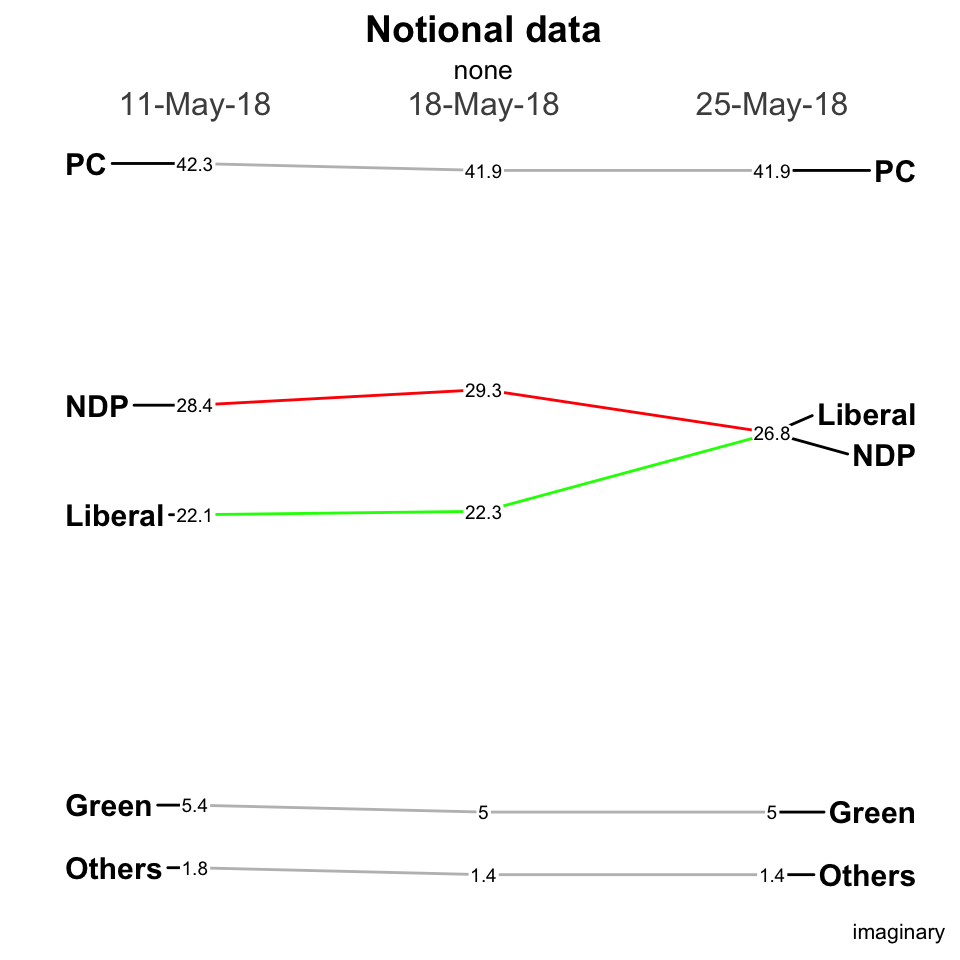 Notional data
none
11-May-18 18-May-18 25-May-18
PC 42.3 41.9 41.9 PC
NDP 28.4 29.3 26.8 Liberal
NDP
Liberal 22.1 22.3
Green 5.4 5 5 Green
Others 1.8 1.4 1.4 Others
imaginary